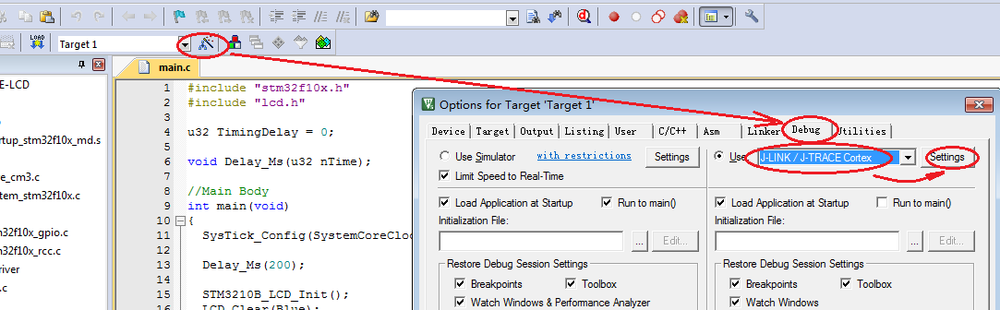 LOAD
Target 1
main.c
E-LCD
artup_stm32f10x_md.s
e_cm3.c
stem_stm32f10x.c
m32f10x_gpio.c
m32f10x_rcc.c
river
.c
1 #include "stm32f10x.h"
2 #include "lcd.h"
3
4 u32 TimingDelay = 0;
5
6 void Delay_Ms(u32 nTime);
7
8 //Main Body
9 int main(void)
10 {
11 SysTick_Config(SystemCoreCloc
12
13 Delay_Ms(200);
14
15 STM3210B_LCD_Init();
16 LCD_Clear(Blue);
Options for Target 'Target 1'
Device Target Output Listing User C/C++ Asm Linker Debug Utilities
Use Simulator with restrictions Settings
Limit Speed to Real-Time
Load Application at Startup Run to main()
Initialization File:
... Edit...
Restore Debug Session Settings
Breakpoints Toolbox
Watch Windows & Performance Analyzer
Use: J-LINK / J-TRACE Cortex Settings
Load Application at Startup Run to main()
Initialization File:
... Edit...
Restore Debug Session Settings
Breakpoints Toolbox
Watch Windows